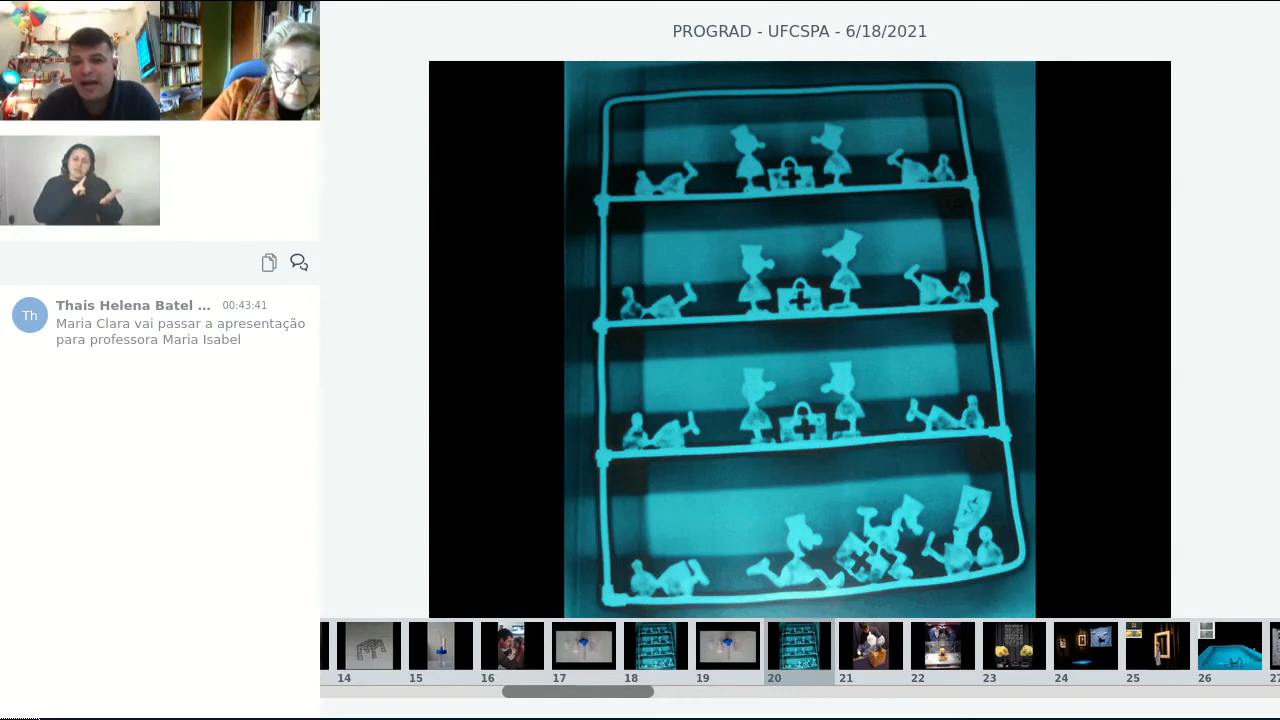 PROGRAD - UFCSPA - 6/18/2021
Th
Thais Helena Batel ... 00:43:41
Maria Clara vai passar a apresentação
para professora Maria Isabel
14 15 16 17 18 19 20 21 22 23 24 25 26 27